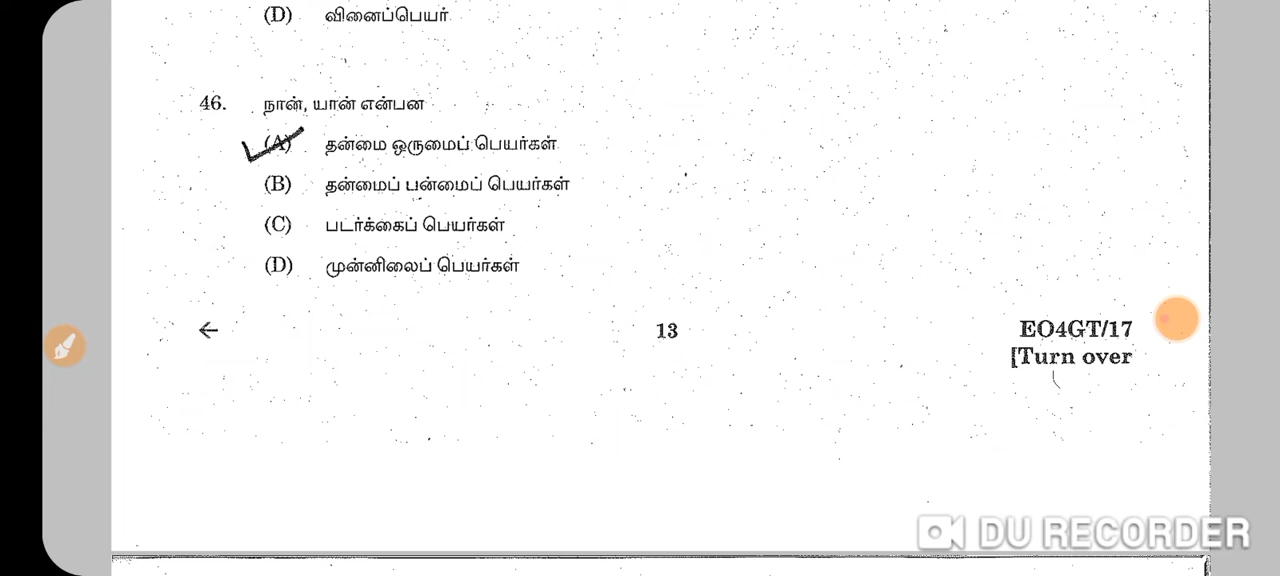 (D) வினைப்பெயர்
46. நான், யான் என்பன
(A) தன்மை ஒருமைப் பெயர்கள்
(B) தன்மைப் பன்மைப் பெயர்கள்
(C) படர்க்கைப் பெயர்கள்
(D) முன்னிலைப் பெயர்கள்
← 13 EO4GT/17
[Turn over
DU RECORDER